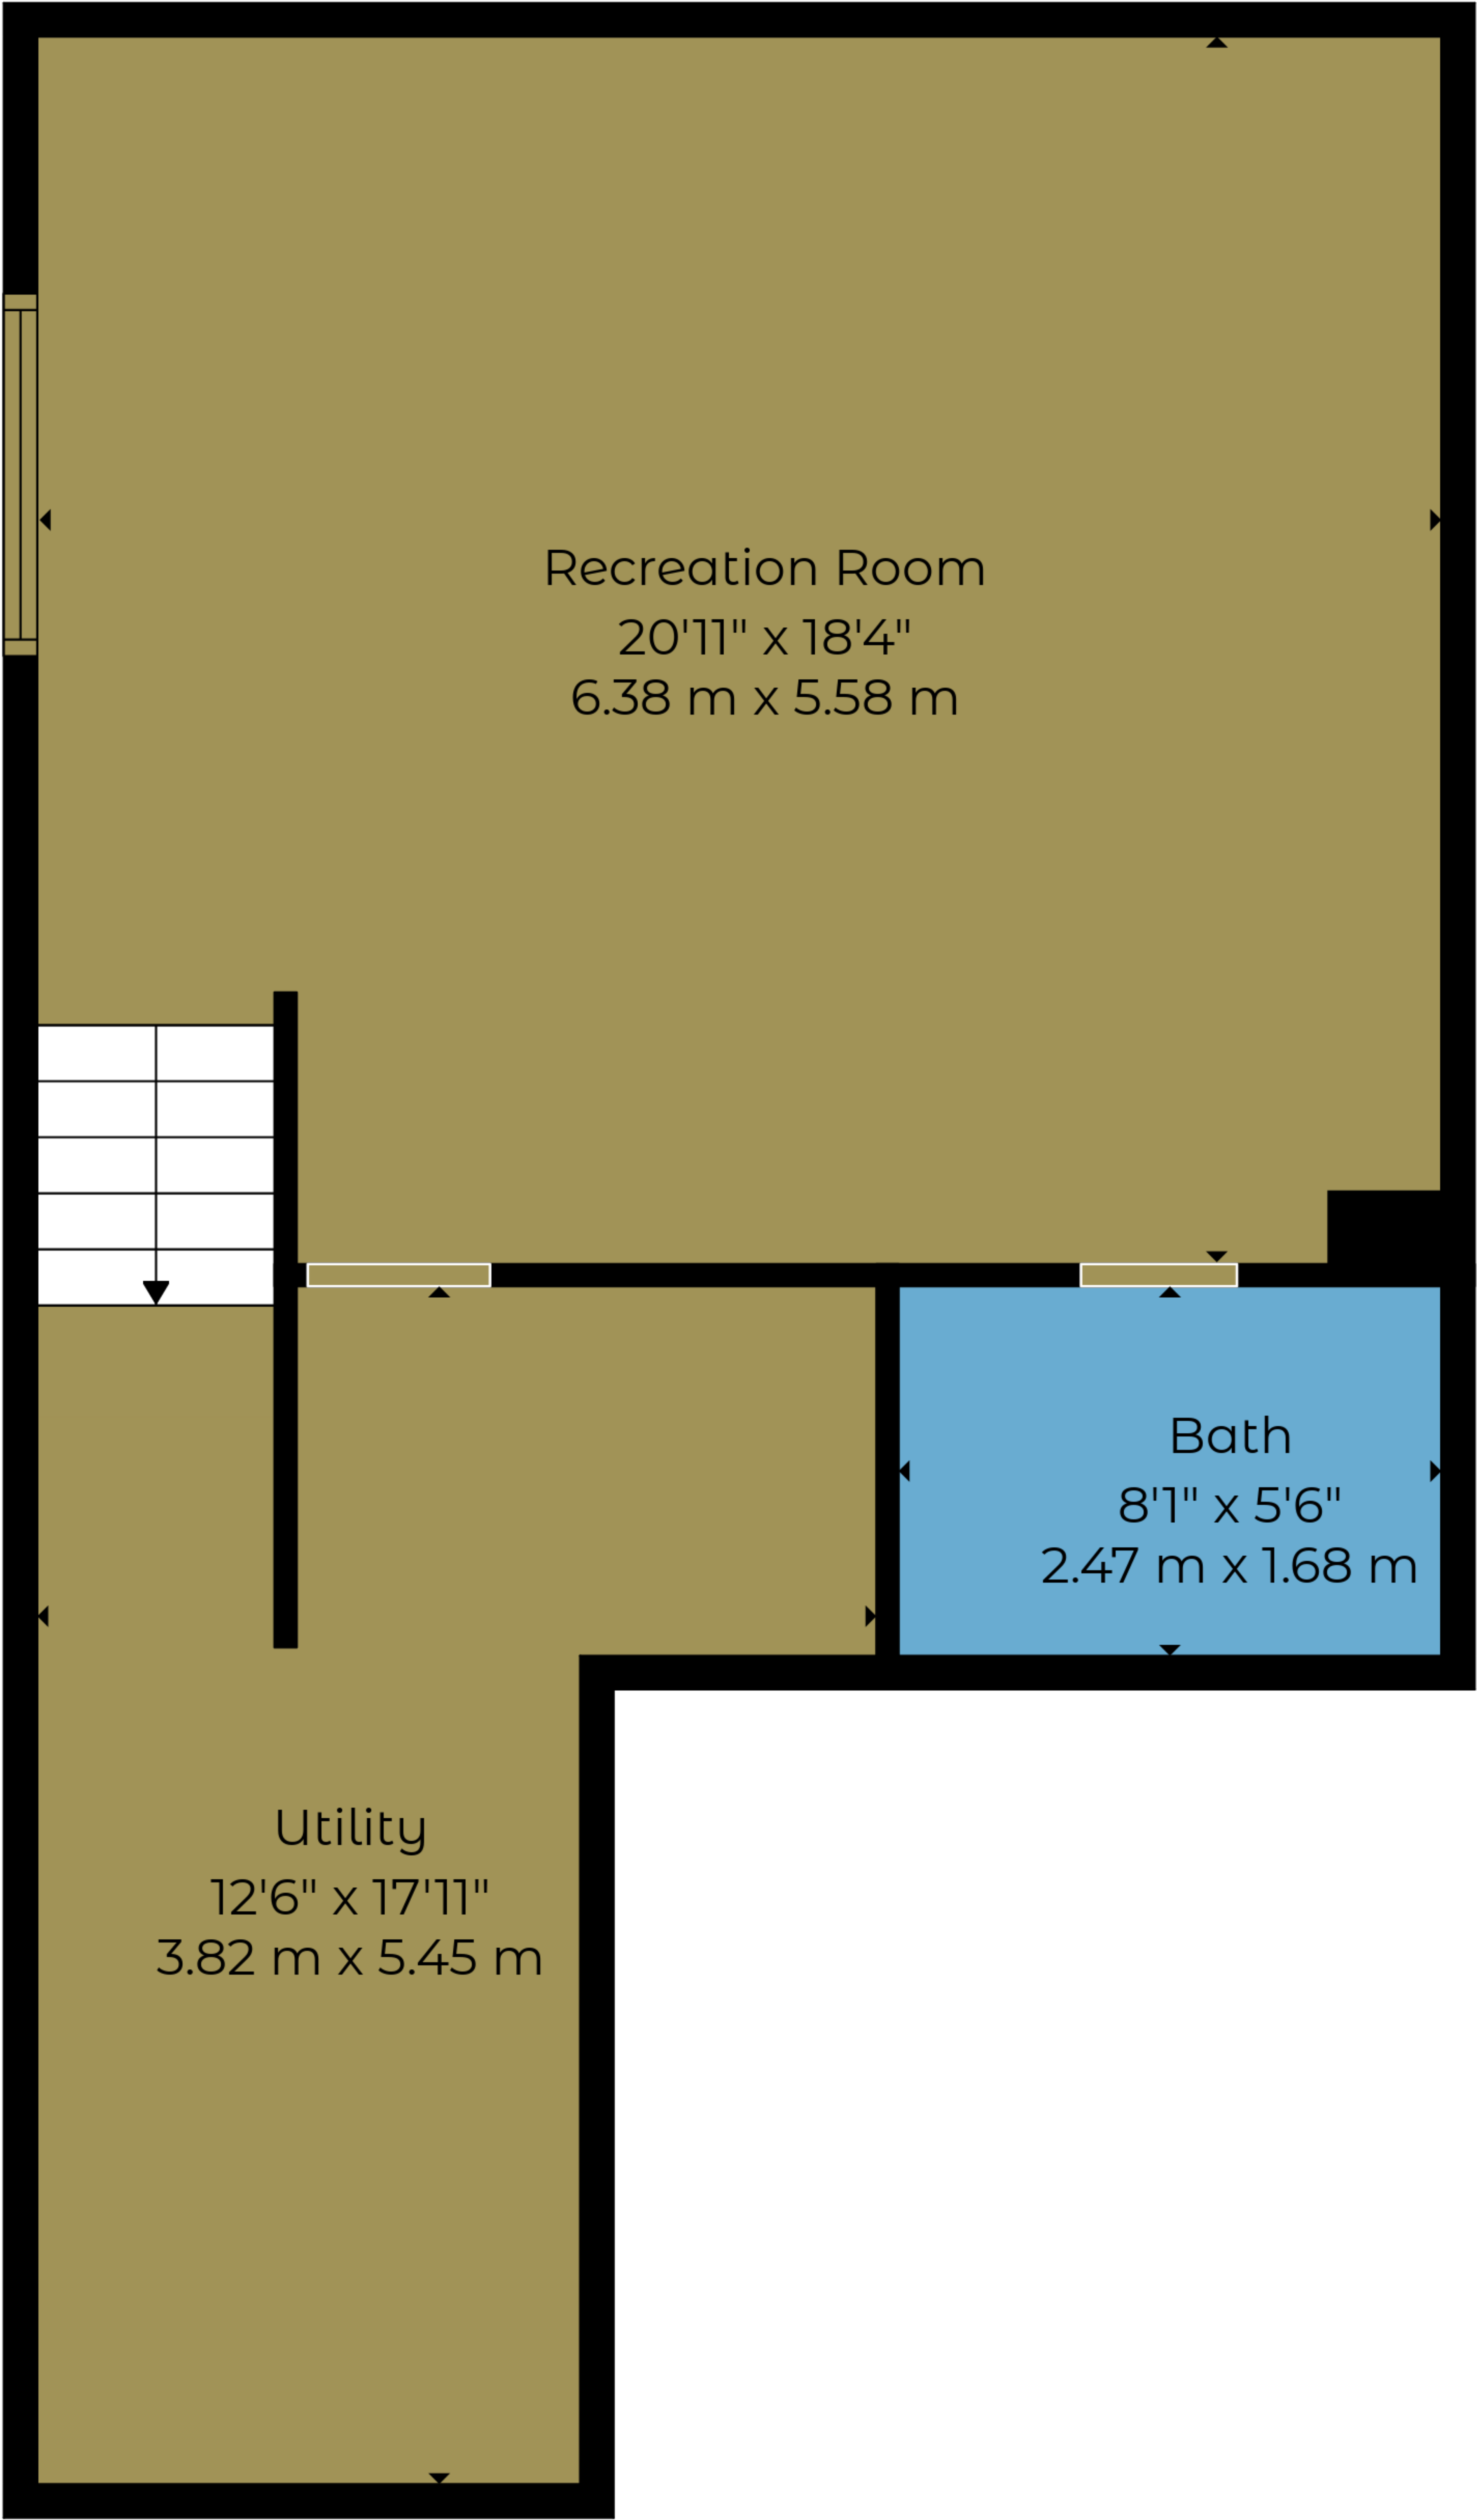 Recreation Room
20'11" x 18'4"
6.38 m x 5.58 m
Bath
8'1" x 5'6"
2.47 m x 1.68 m
Utility
12'6" x 17'11"
3.82 m x 5.45 m